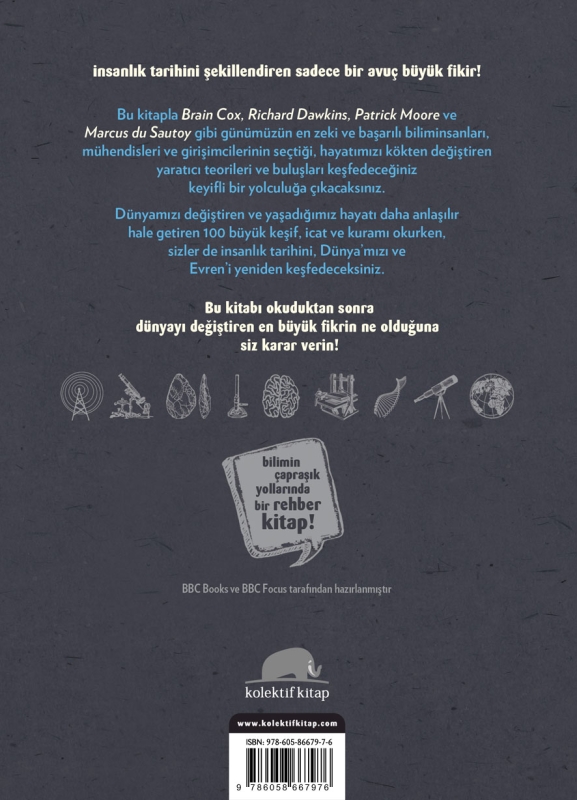 insanlık tarihini şekillendiren sadece bir avuç büyük fikir!
Bu kitapla Brain Cox, Richard Dawkins, Patrick Moore ve
Marcus du Sautoy gibi günümüzün en zeki ve başarılı biliminsanları,
mühendisleri ve girişimcilerinin seçtiği, hayatımızı kökten değiştiren
yaratıcı teorileri ve buluşları keşfedeceğiniz
keyifli bir yolculuğa çıkacaksınız.
Dünyamızı değiştiren ve yaşadığımız hayatı daha anlaşılır
hale getiren 100 büyük keşif, icat ve kuramı okurken,
sizler de insanlık tarihini, Dünya'mızı ve
Evren'i yeniden keşfedeceksiniz.
Bu kitabı okuduktan sonra
dünyayı değiştiren en büyük fikrin ne olduğuna
siz karar verin!
bilimin
çapraşık
yollarında
bir rehber
kitap!
BBC Books ve BBC Focus tarafından hazırlanmıştır
kolektif kitap
www.kolektifkitap.com
ISBN: 978-605-86679-7-6
9 786058 667976